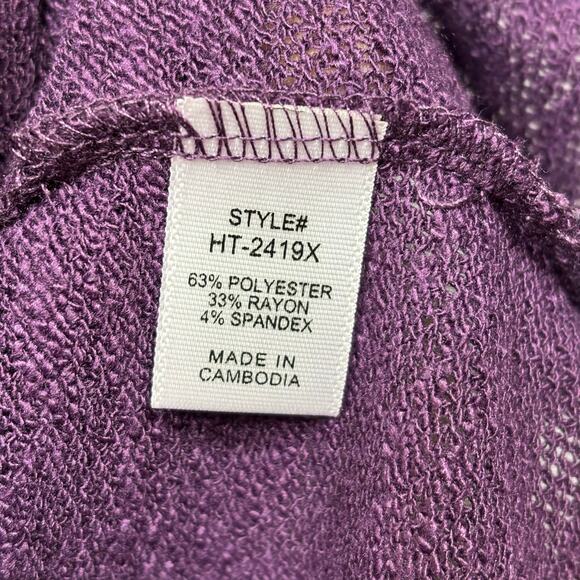 STYLE#
HT-2419X
63% POLYESTER
33% RAYON
4% SPANDEX
MADE IN
CAMBODIA